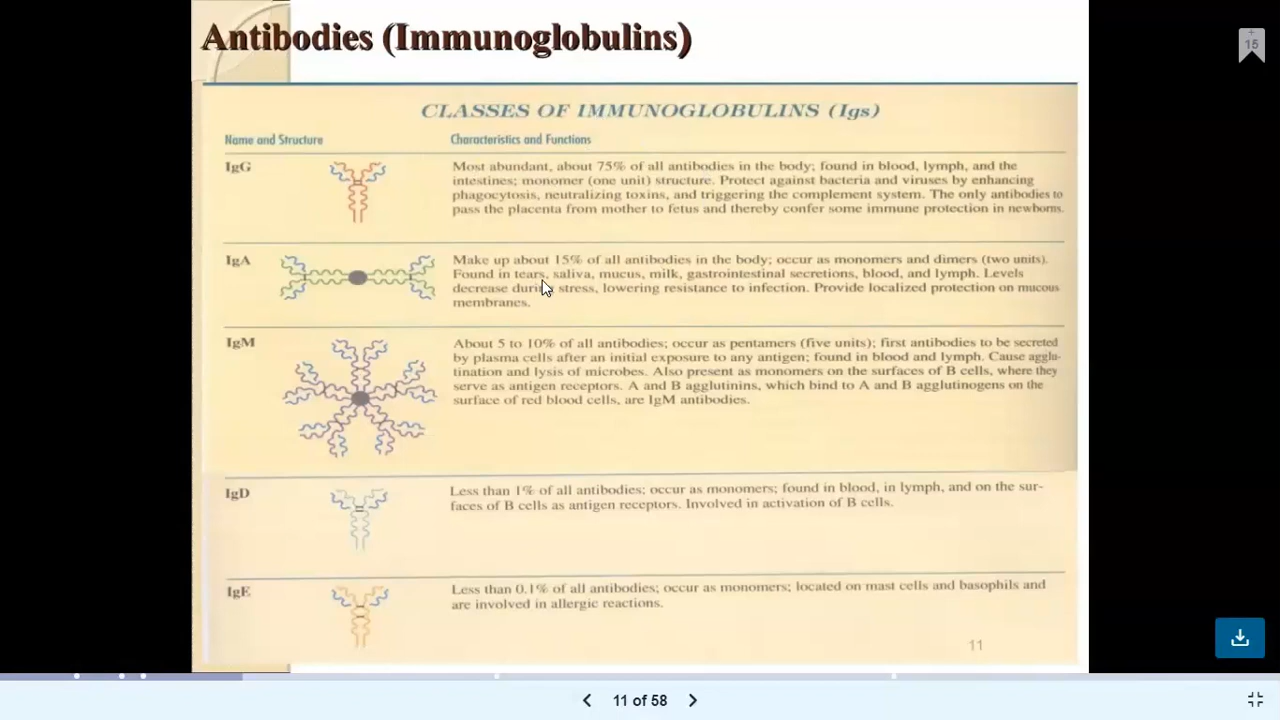 Antibodies (Immunoglobulins)
15
CLASSES OF IMMUNOGLOBULINS (Igs)
Name and Structure
Characteristics and Functions
IgG
Most abundant, about 75% of all antibodies in the body; found in blood, lymph, and the
intestines; monomer (one unit) structure. Protect against bacteria and viruses by enhancing
phagocytosis, neutralizing toxins, and triggering the complement system. The only antibodies to
pass the placenta from mother to fetus and thereby confer some immune protection in newborns.
IgA
Make up about 15% of all antibodies in the body; occur as monomers and dimers (two units).
Found in tears, saliva, mucus, milk, gastrointestinal secretions, blood, and lymph. Levels
decrease during stress, lowering resistance to infection. Provide localized protection on mucous
membranes.
IgM
About 5 to 10% of all antibodies; occur as pentamers (five units); first antibodies to be secreted
by plasma cells after an initial exposure to any antigen; found in blood and lymph. Cause agglu-
tination and lysis of microbes. Also present as monomers on the surfaces of B cells, where they
serve as antigen receptors. A and B agglutinins, which bind to A and B agglutinogens on the
surface of red blood cells, are IgM antibodies.
IgD
Less than 1% of all antibodies; occur as monomers; found in blood, in lymph, and on the sur-
faces of B cells as antigen receptors. Involved in activation of B cells.
IgE
Less than 0.1% of all antibodies; occur as monomers; located on mast cells and basophils and
are involved in allergic reactions.
11
11 of 58